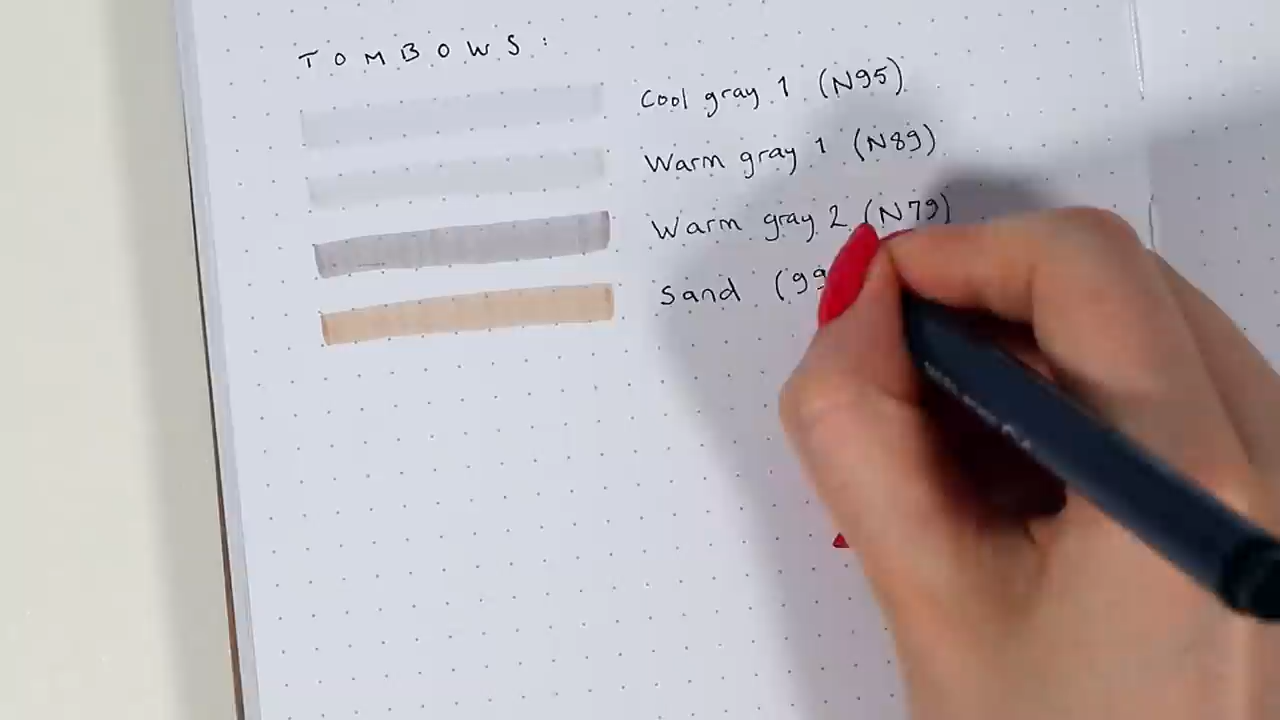 TOMBOWS:
Cool gray 1 (N95)
Warm gray 1 (N89)
Warm gray 2 (N79)
Sand (99